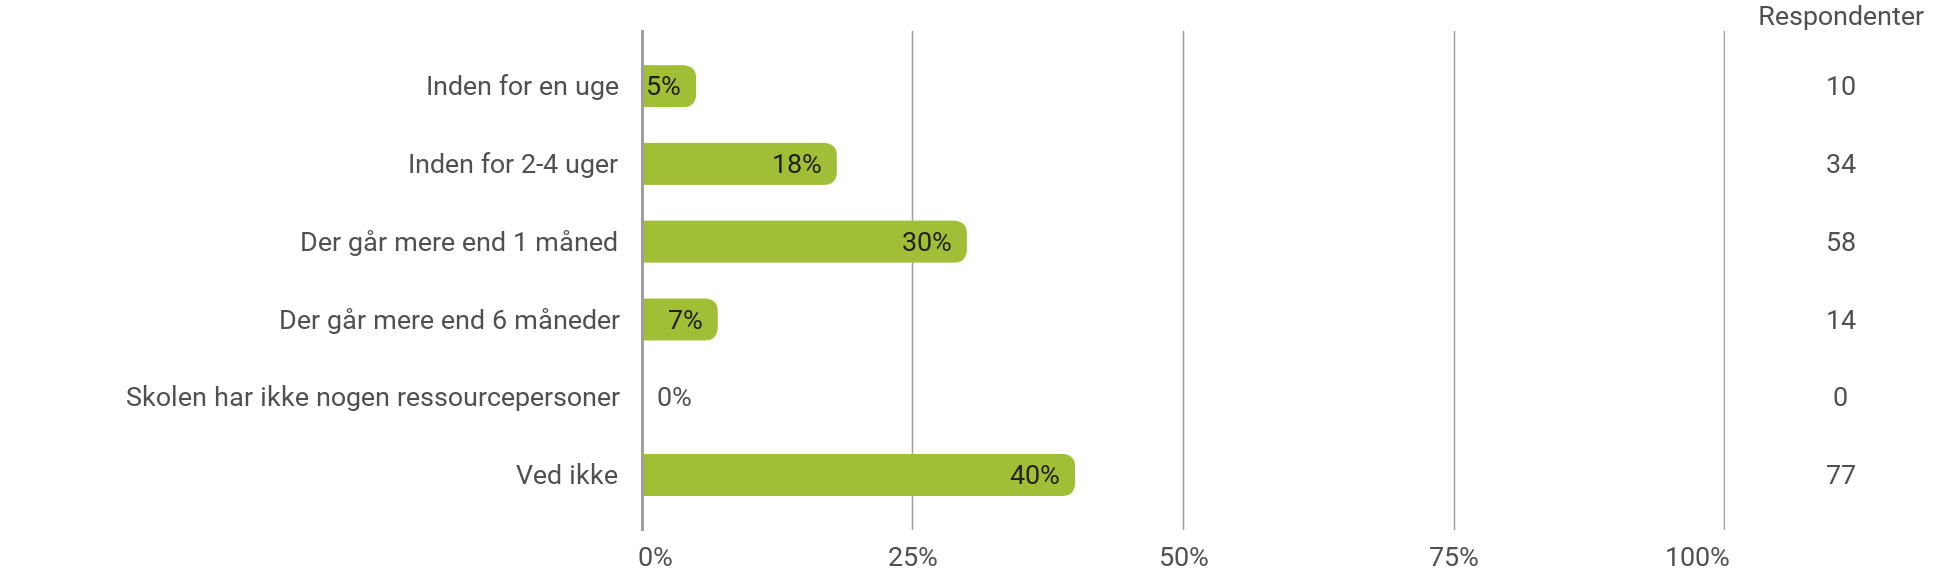 Respondenter
Inden for en uge 5% 10
Inden for 2-4 uger 18% 34
Der går mere end 1 måned 30% 58
Der går mere end 6 måneder 7% 14
Skolen har ikke nogen ressourcepersoner 0% 0
Ved ikke 40% 77
0% 25% 50% 75% 100%